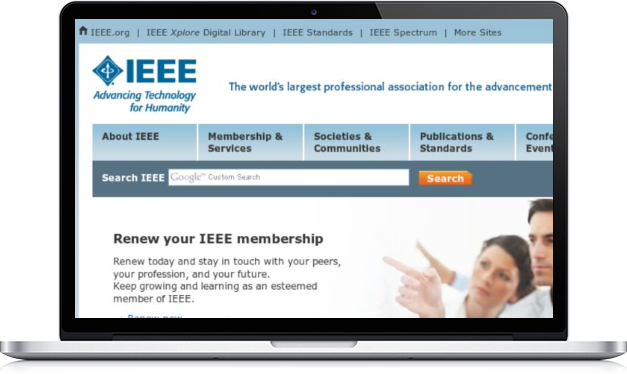 IEEE.org | IEEE Xplore Digital Library | IEEE Standards | IEEE Spectrum | More Sites
IEEE
Advancing Technology
for Humanity
The world's largest professional association for the advancement
About IEEE
Membership &
Services
Societies &
Communities
Publications &
Standards
Confe
Event
Search IEEE Google™ Custom Search Search
Renew your IEEE membership
Renew today and stay in touch with your peers,
your profession, and your future.
Keep growing and learning as an esteemed
member of IEEE.
Renew now